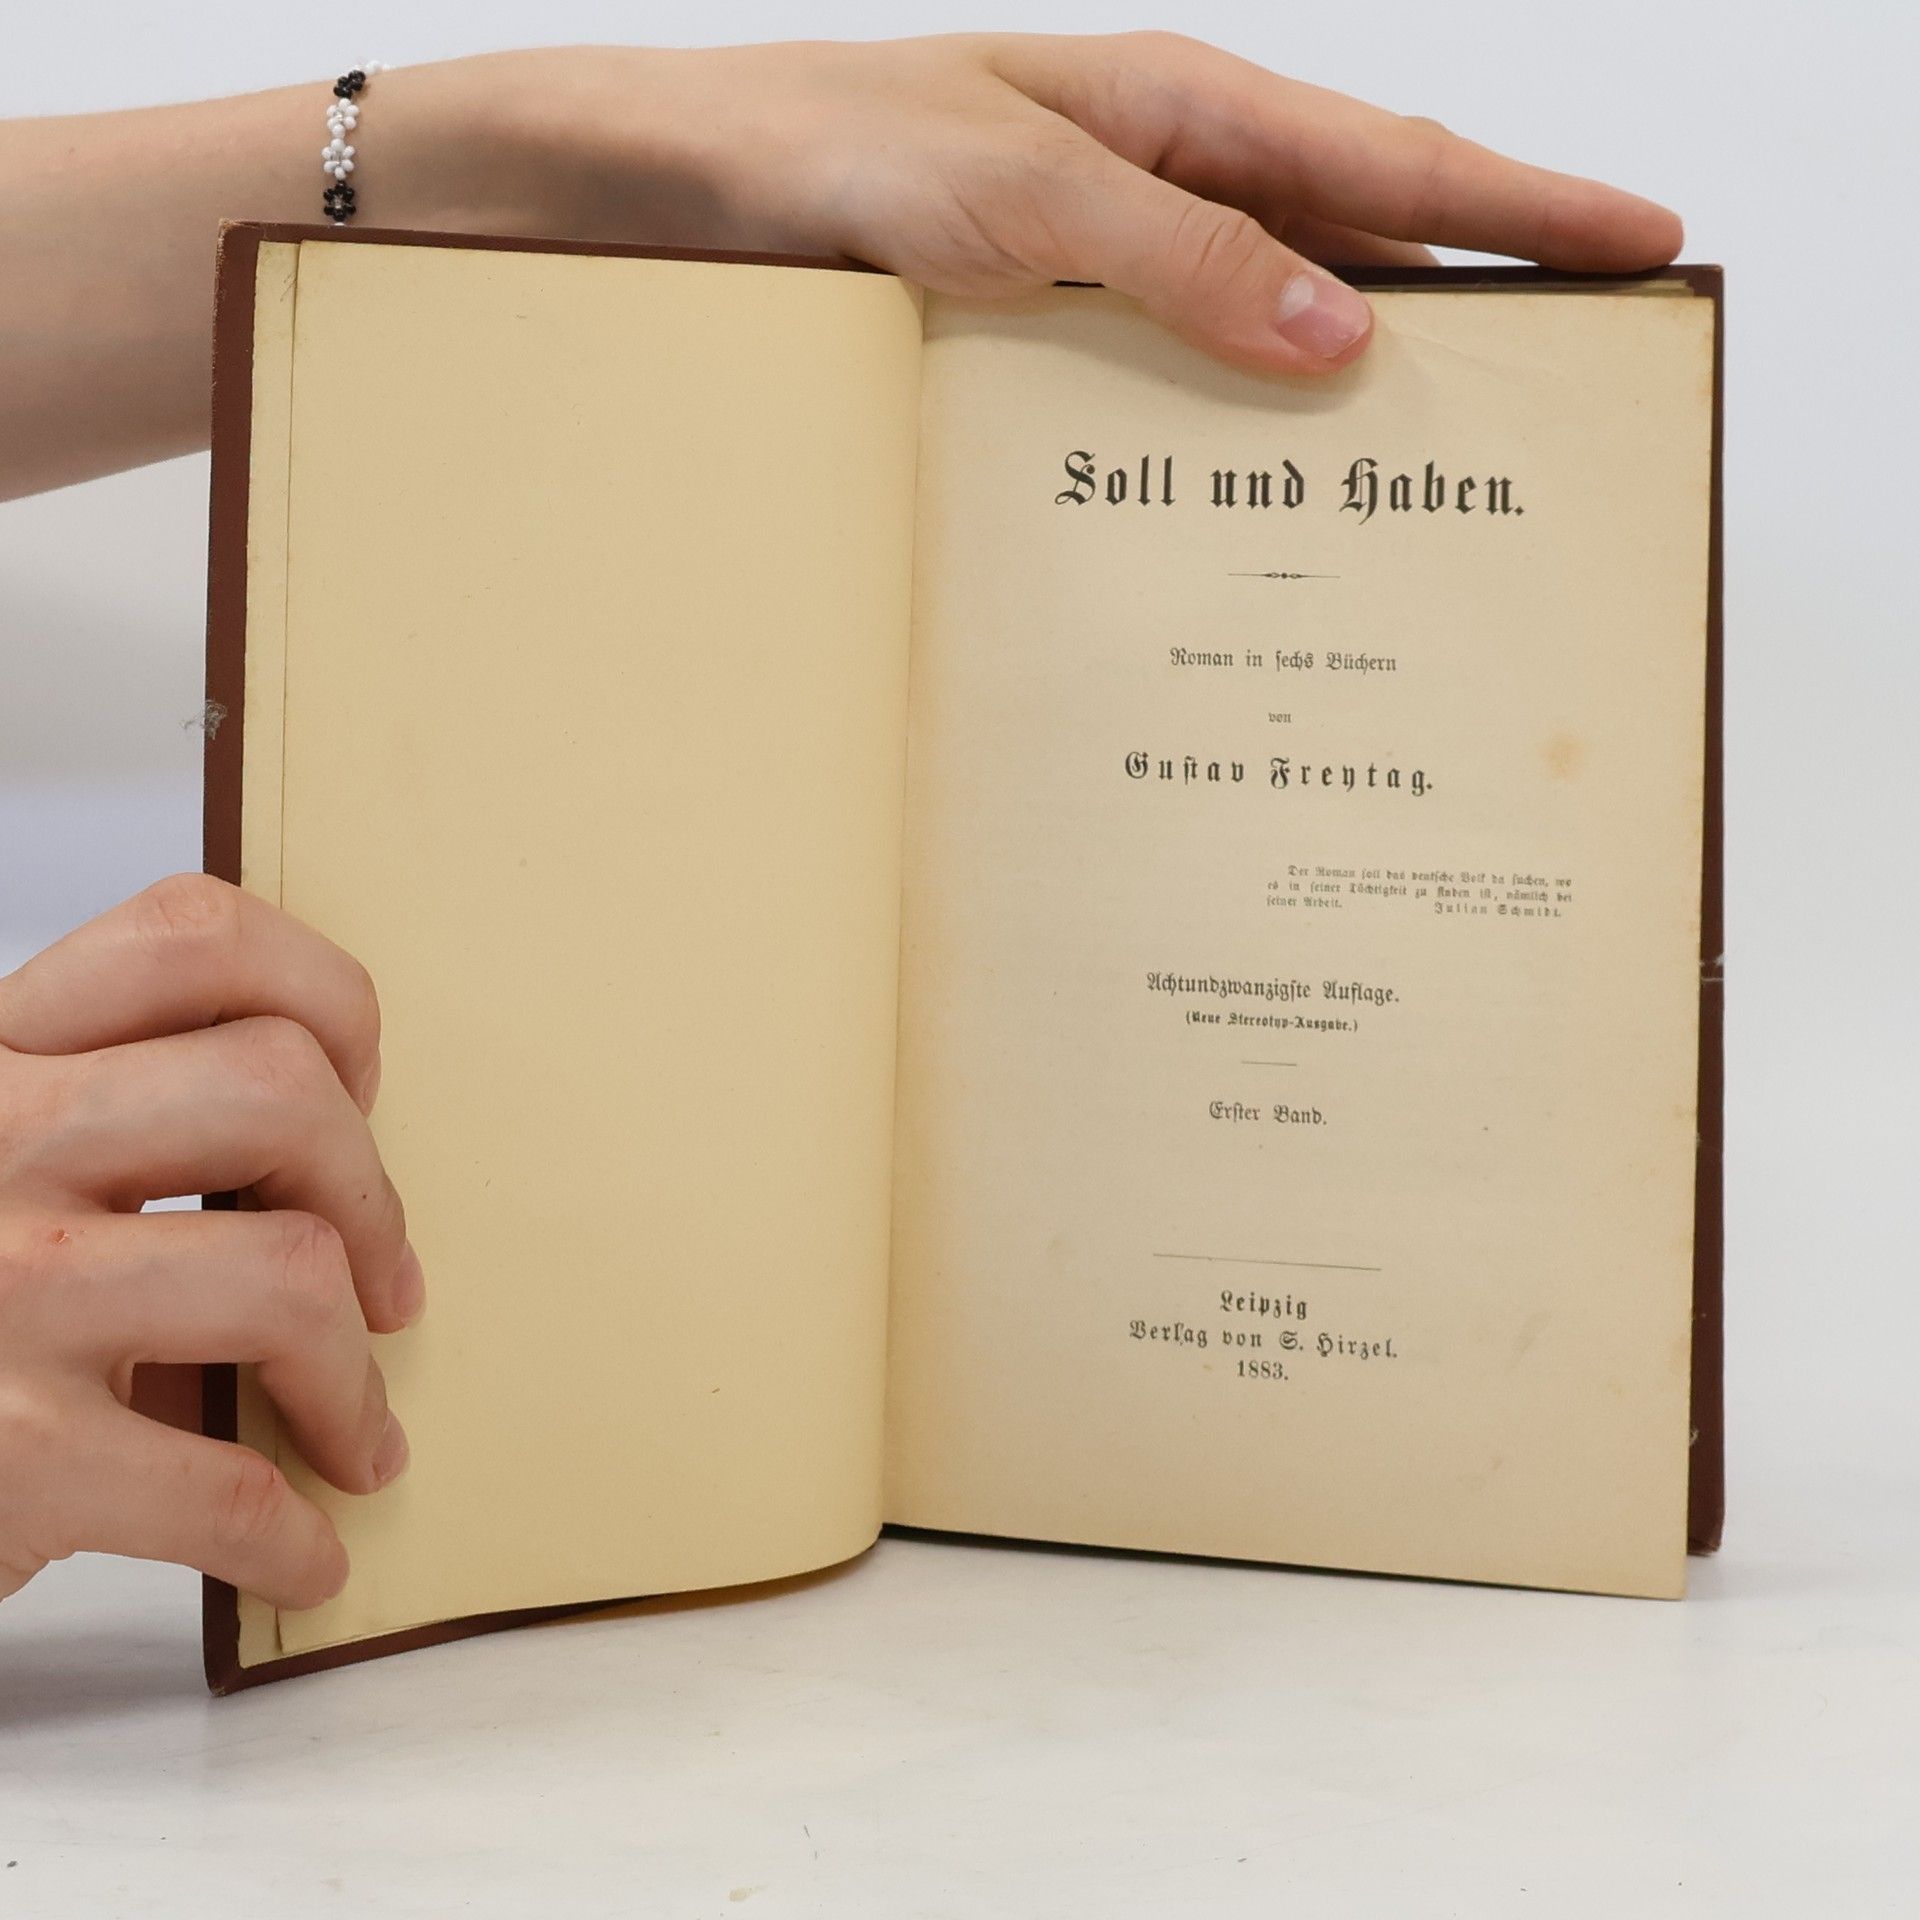 Soll und Haben.
Roman in sechs Büchern
von
Gustav Freytag.
Der Roman soll das deutsche Volk da suchen, wo
es in seiner Tüchtigkeit zu finden ist, nämlich bei
seiner Arbeit. Julian Schmidt.
Achtundzwanzigste Auflage.
(Neue Stereotyp-Ausgabe.)
Erster Band.
Leipzig
Verlag von S. Hirzel.
1883.